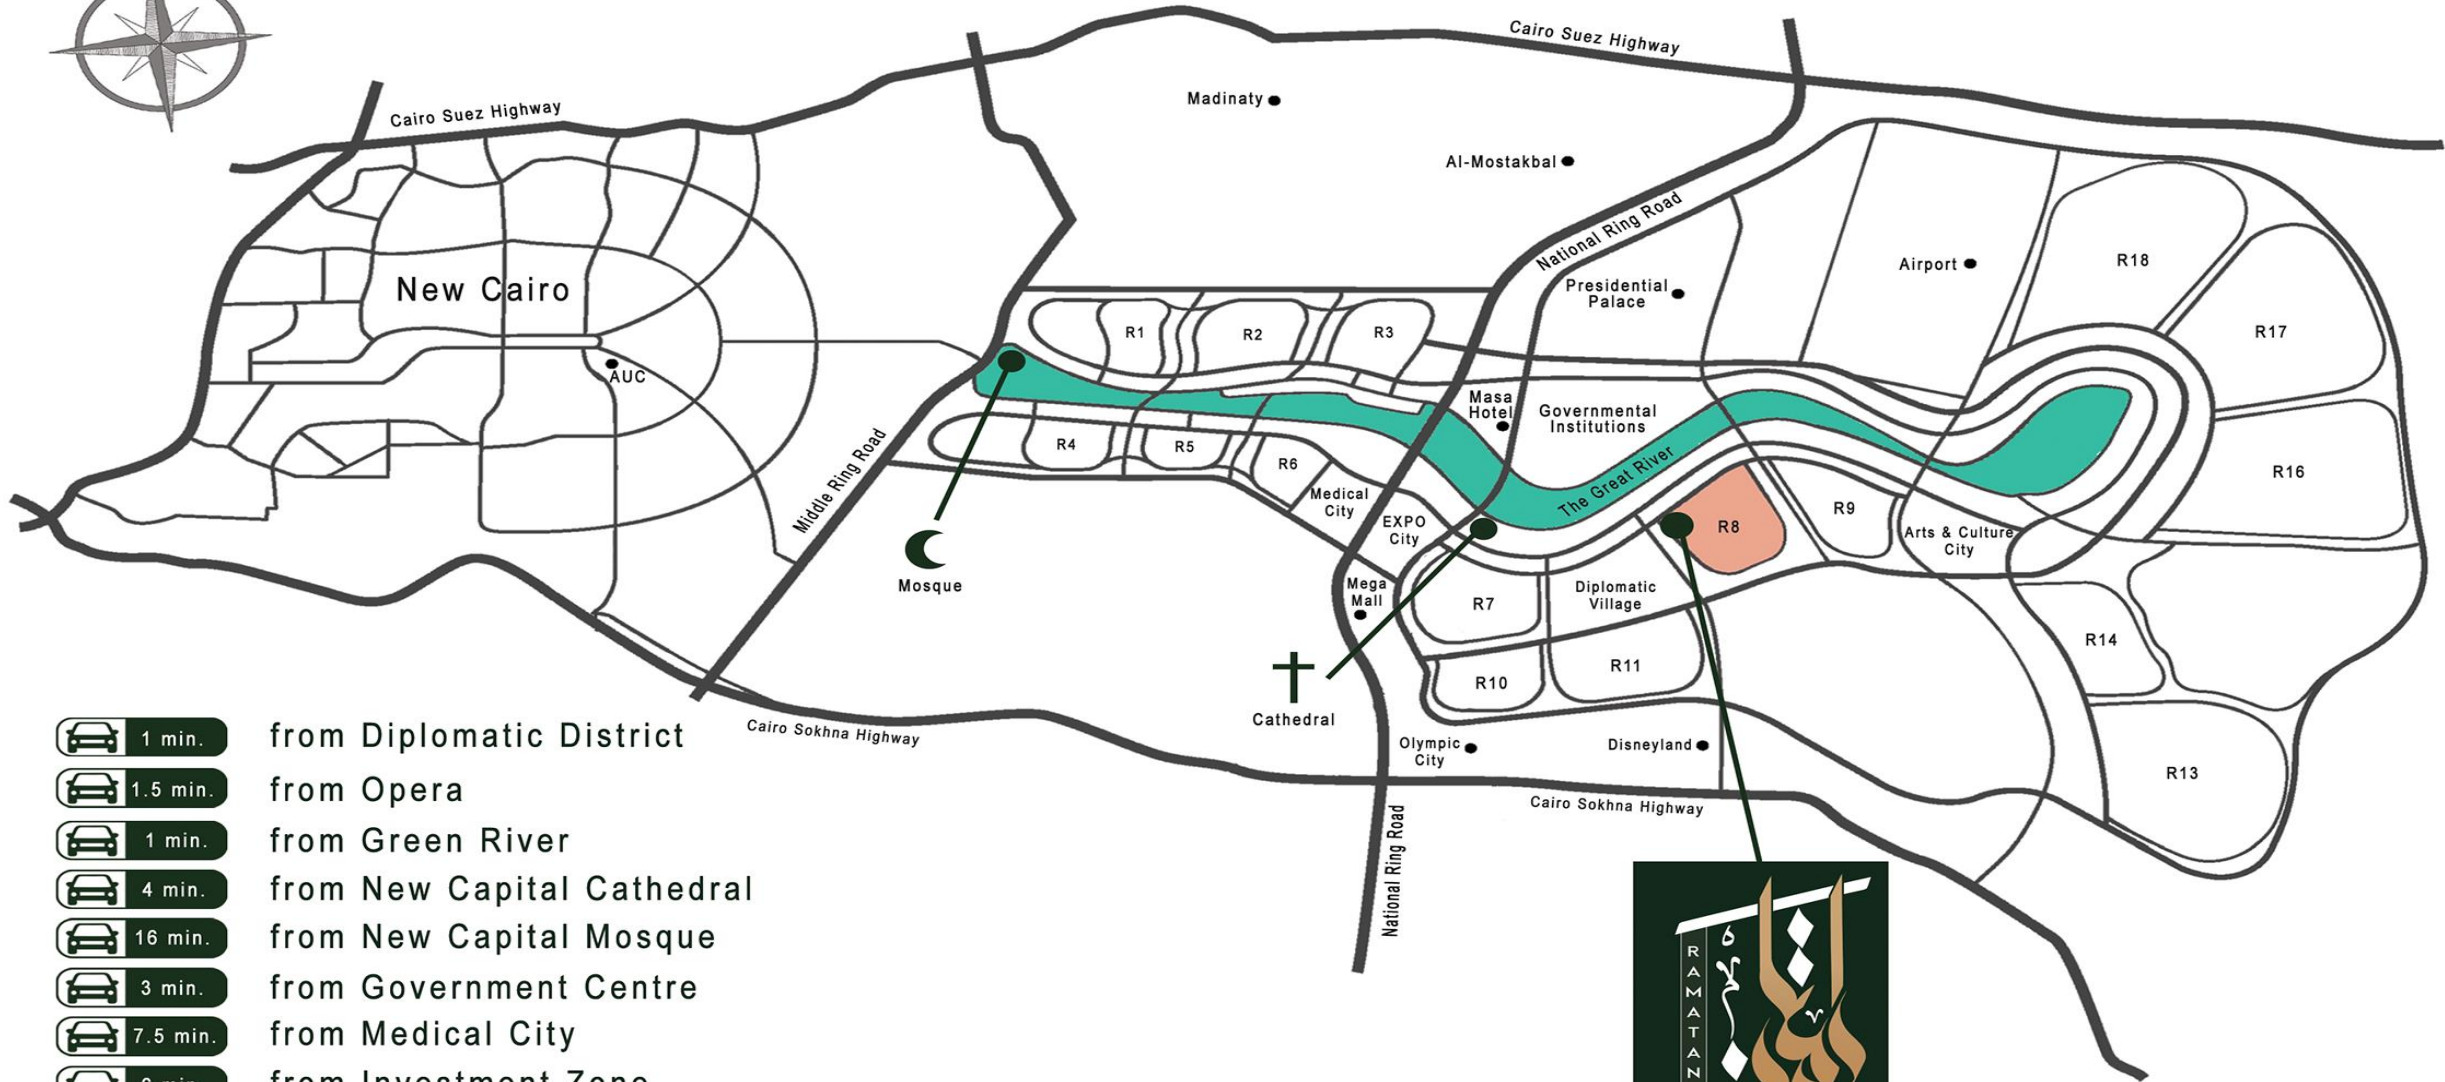 Cairo Suez Highway
Cairo Suez Highway
Madinaty
Al-Mostakbal
National Ring Road
Airport
R18
Presidential
Palace
New Cairo
R1
R2
R3
R17
AUC
Masa
Hotel
Governmental
Institutions
Middle Ring Road
R4
R5
R6
Medical
City
The Great River
R16
EXPO
City
R8
R9
Arts & Culture
City
Mosque
Mega
Mall
R7
Diplomatic
Village
R14
R10
R11
Cathedral
Cairo Sokhna Highway
Olympic
City
Disneyland
R13
Cairo Sokhna Highway
National Ring Road
1 min. from Diplomatic District
1.5 min. from Opera
1 min. from Green River
4 min. from New Capital Cathedral
16 min. from New Capital Mosque
3 min. from Government Centre
7.5 min. from Medical City
from Investment Zone
RAMATAN